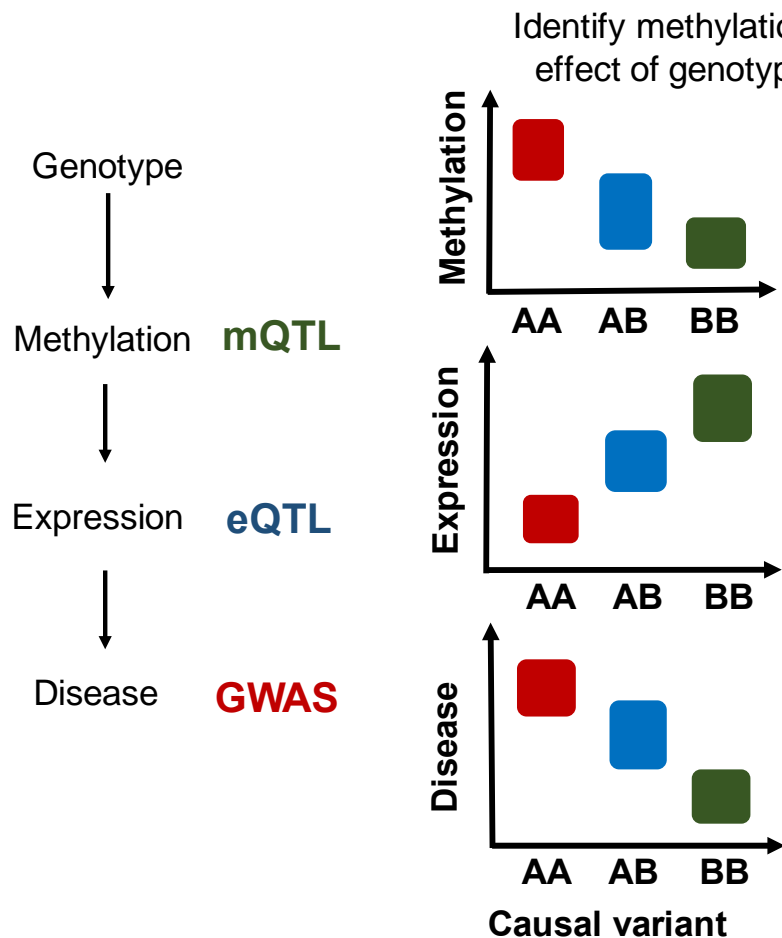 Identify methylatio
effect of genotyp
Genotype
Methylation mQTL
Expression eQTL
Disease GWAS
Methylation
AA AB BB
Expression
AA AB BB
Disease
AA AB BB
Causal variant